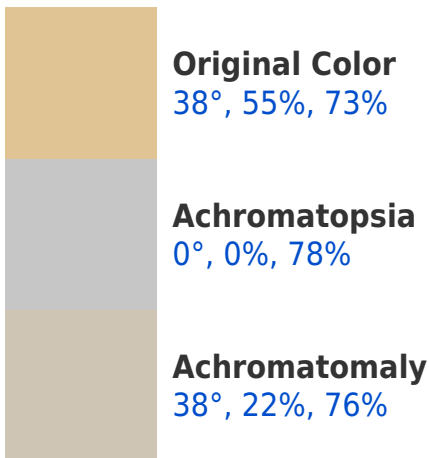 Original Color
38°, 55%, 73%
Achromatopsia
0°, 0%, 78%
Achromatomaly
38°, 22%, 76%